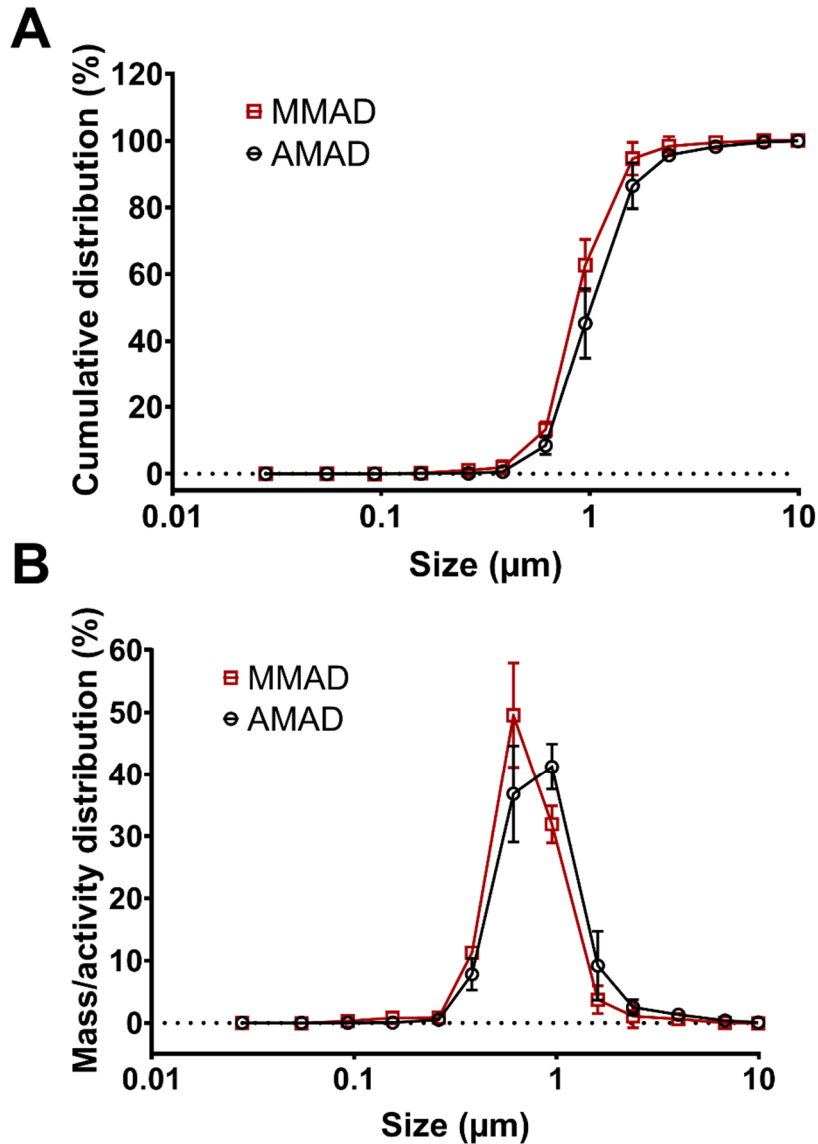 A
Cumulative distribution (%)
120
100
80
60
40
20
0
MMAD
AMAD
0.01
0.1
1
10
Size (μm)
B
Mass/activity distribution (%)
60
50
40
30
20
10
0
MMAD
AMAD
0.01
0.1
1
10
Size (μm)